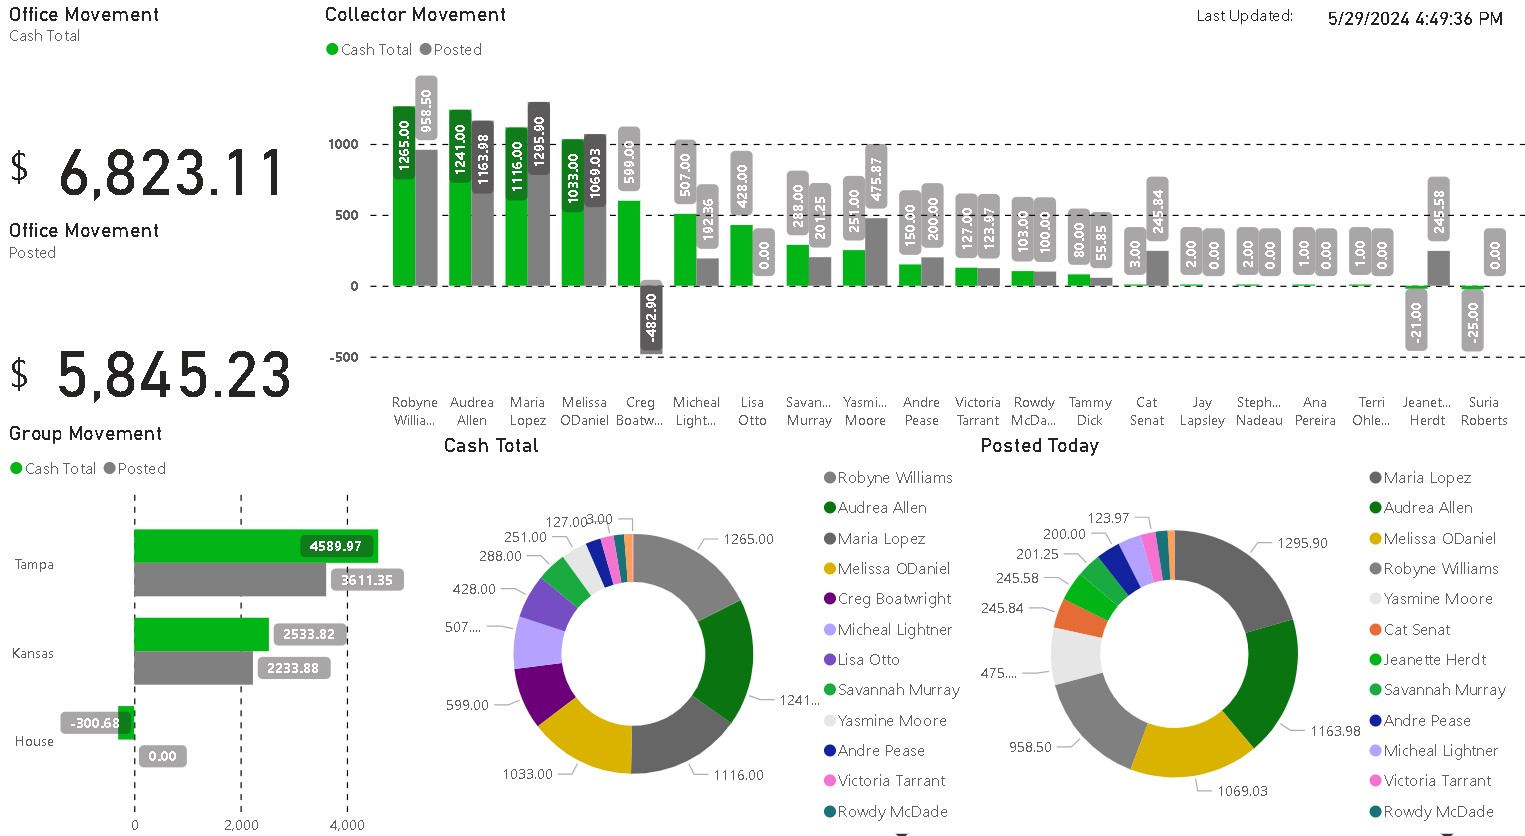 Office Movement
Cash Total
$ 6,823.11
Office Movement
Posted
$ 5,845.23
Collector Movement
Cash Total Posted
Last Updated: 5/29/2024 4:49:36 PM
1000
500
0
-500
1265.00 958.50
1241.00 1163.98
1116.00 1295.90
1033.00 1069.03
599.00 -482.90
507.00 192.36
428.00 0.00
288.00 201.25
251.00 475.87
150.00 200.00
127.00 123.97
103.00 100.00
80.00 55.85
3.00 245.84
2.00 0.00
2.00 0.00
1.00 0.00
1.00 0.00
-21.00 245.58
-25.00 0.00
Robyne Willia...
Audrea Allen
Maria Lopez
Melissa ODaniel
Creg Boatw...
Micheal Light...
Lisa Otto
Savan... Murray
Yasmi... Moore
Andre Pease
Victoria Tarrant
Rowdy McDa...
Tammy Dick
Cat Senat
Jay Lapsley
Steph... Nadeau
Ana Pereira
Terri Ohle...
Jeanet... Herdt
Suria Roberts
Group Movement
Cash Total Posted
Tampa
4589.97
3611.35
Kansas
2533.82
2233.88
House
-300.68
0.00
0 2,000 4,000
Cash Total
1265.00
1241...
1116.00
1033.00
599.00
507....
428.00
288.00
251.00
127.00
3.00
Robyne Williams
Audrea Allen
Maria Lopez
Melissa ODaniel
Creg Boatwright
Micheal Lightner
Lisa Otto
Savannah Murray
Yasmine Moore
Andre Pease
Victoria Tarrant
Rowdy McDade
Posted Today
1295.90
1163.98
1069.03
958.50
475....
245.84
245.58
201.25
200.00
123.97
Maria Lopez
Audrea Allen
Melissa ODaniel
Robyne Williams
Yasmine Moore
Cat Senat
Jeanette Herdt
Savannah Murray
Andre Pease
Micheal Lightner
Victoria Tarrant
Rowdy McDade